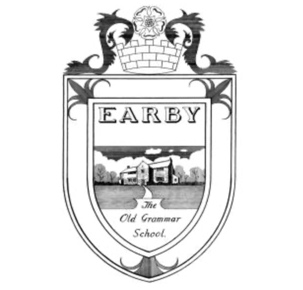 EARBY
The
Old Grammar
School.